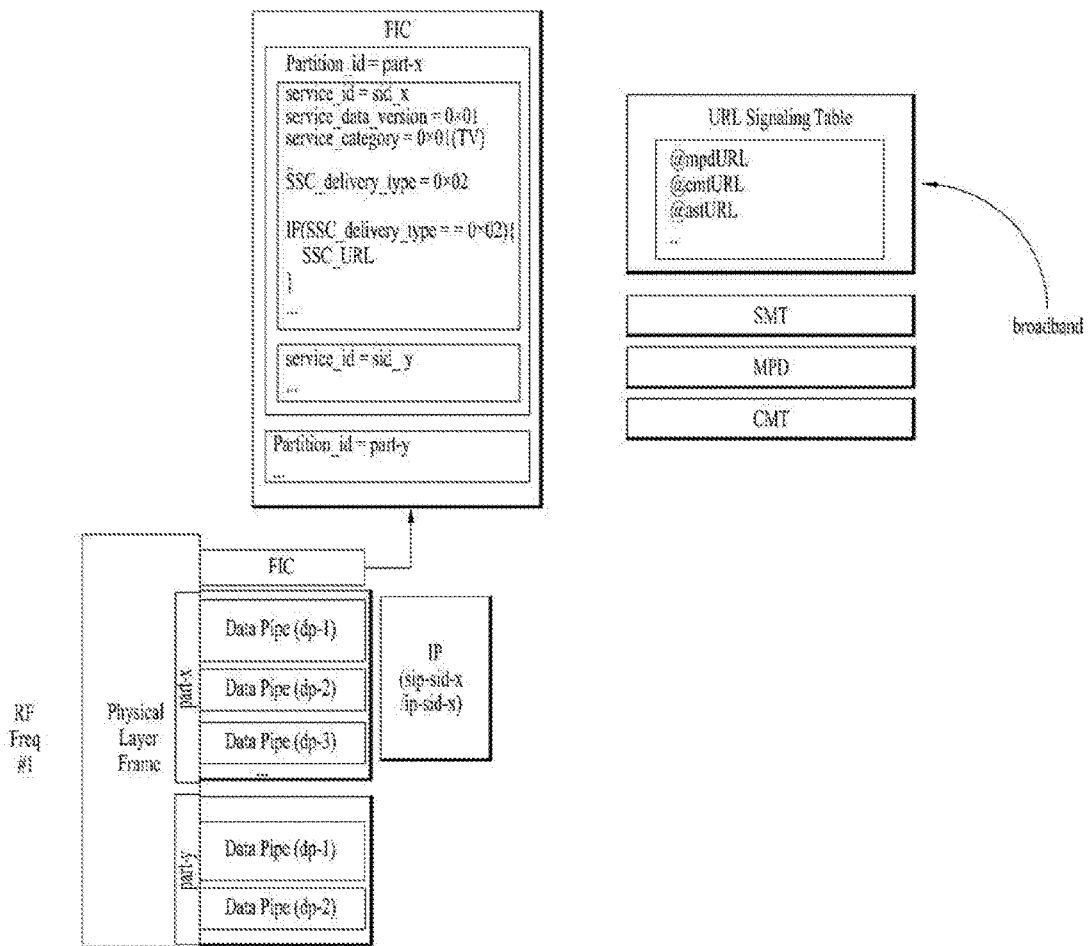 FIC
Partition_id = part-x
service_id = sid_x
service_data_version = 0×01
service_category = 0×01(TV)
...
SSC_delivery_type = 0×02
IF(SSC_delivery_type = = 0×02){
SSC_URL
}
...
service_id = sid_ y
...
Partition_id = part-y
...
URL Signaling Table
@mpdURL
@cmtURL
@astURL
..
broadband
SMT
MPD
CMT
FIC
RF
Freq
#1
Physical
Layer
Frame
part-x
Data Pipe (dp-1)
Data Pipe (dp-2)
Data Pipe (dp-3)
...
IP
(sip-sid-x
/ip-sid-x)
part-y
Data Pipe (dp-1)
Data Pipe (dp-2)